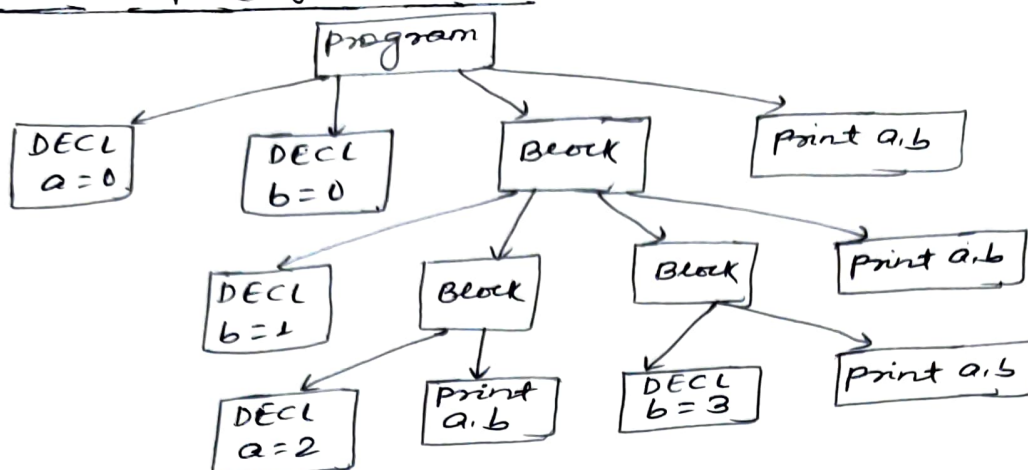 Program
DECL
a = 0
DECL
b = 0
Block
Print a,b
DECL
b = 1
Block
Block
Print a,b
DECL
a = 2
Print
a,b
DECL
b = 3
Print a,b